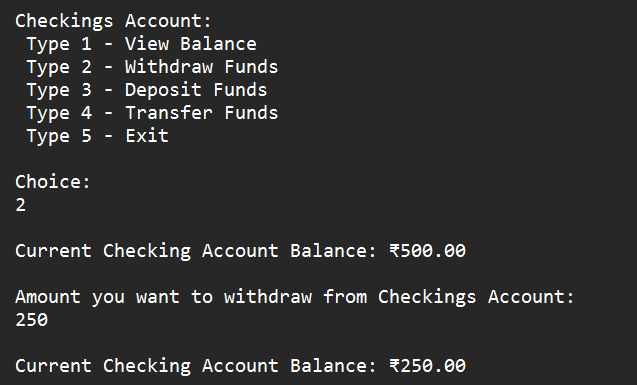 Checkings Account:
Type 1 - View Balance
Type 2 - Withdraw Funds
Type 3 - Deposit Funds
Type 4 - Transfer Funds
Type 5 - Exit
Choice:
2
Current Checking Account Balance: ₹500.00
Amount you want to withdraw from Checkings Account:
250
Current Checking Account Balance: ₹250.00